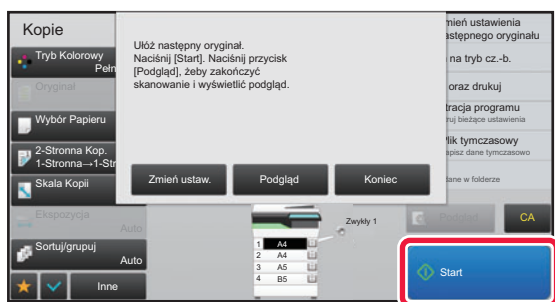 Kopie
Tryb Kolorowy
Oryginał
Wybór Papieru
2-Stronna Kop.
1-Stronna→1-Str
Skala Kopii
Ekspozycja
Auto
Sortuj/grupuj
Auto
Inne
Ułóż następny oryginał.
Naciśnij [Start]. Naciśnij przycisk
[Podgląd], żeby zakończyć
skanowanie i wyświetlić podgląd.
Zmień ustaw.
Podgląd
Koniec
1 A4
2 A4
3 A5
4 B5
Zwykły 1
mień ustawienia
astępnego oryginału
na tryb cz.-b.
oraz drukuj
tracja programu
ruj bieżące ustawienia
lik tymczasowy
apisz dane tymczasowo
dane w folderze
Podgląd
CA
Start